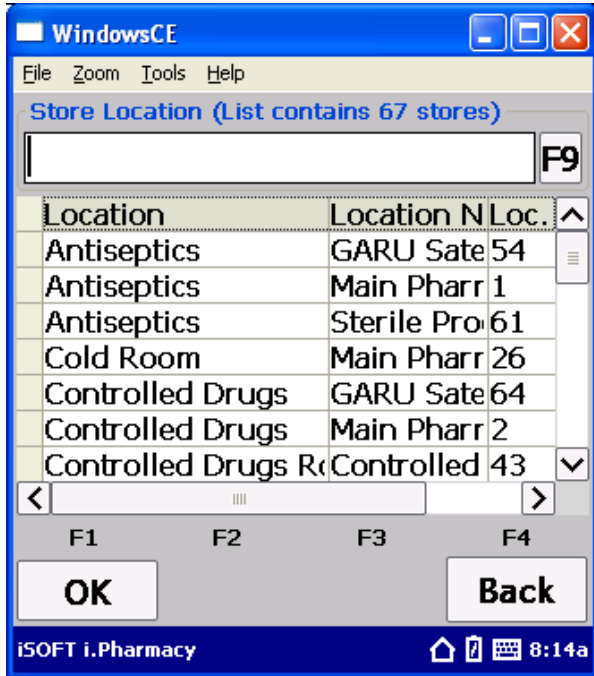 WindowsCE
File Zoom Tools Help
Store Location (List contains 67 stores)
F9
Location Location N Loc.
Antiseptics GARU Sate 54
Antiseptics Main Pharr 1
Antiseptics Sterile Pro 61
Cold Room Main Pharr 26
Controlled Drugs GARU Sate 64
Controlled Drugs Main Pharr 2
Controlled Drugs Controlled 43
F1 F2 F3 F4
OK Back
iSOFT i.Pharmacy 8:14a